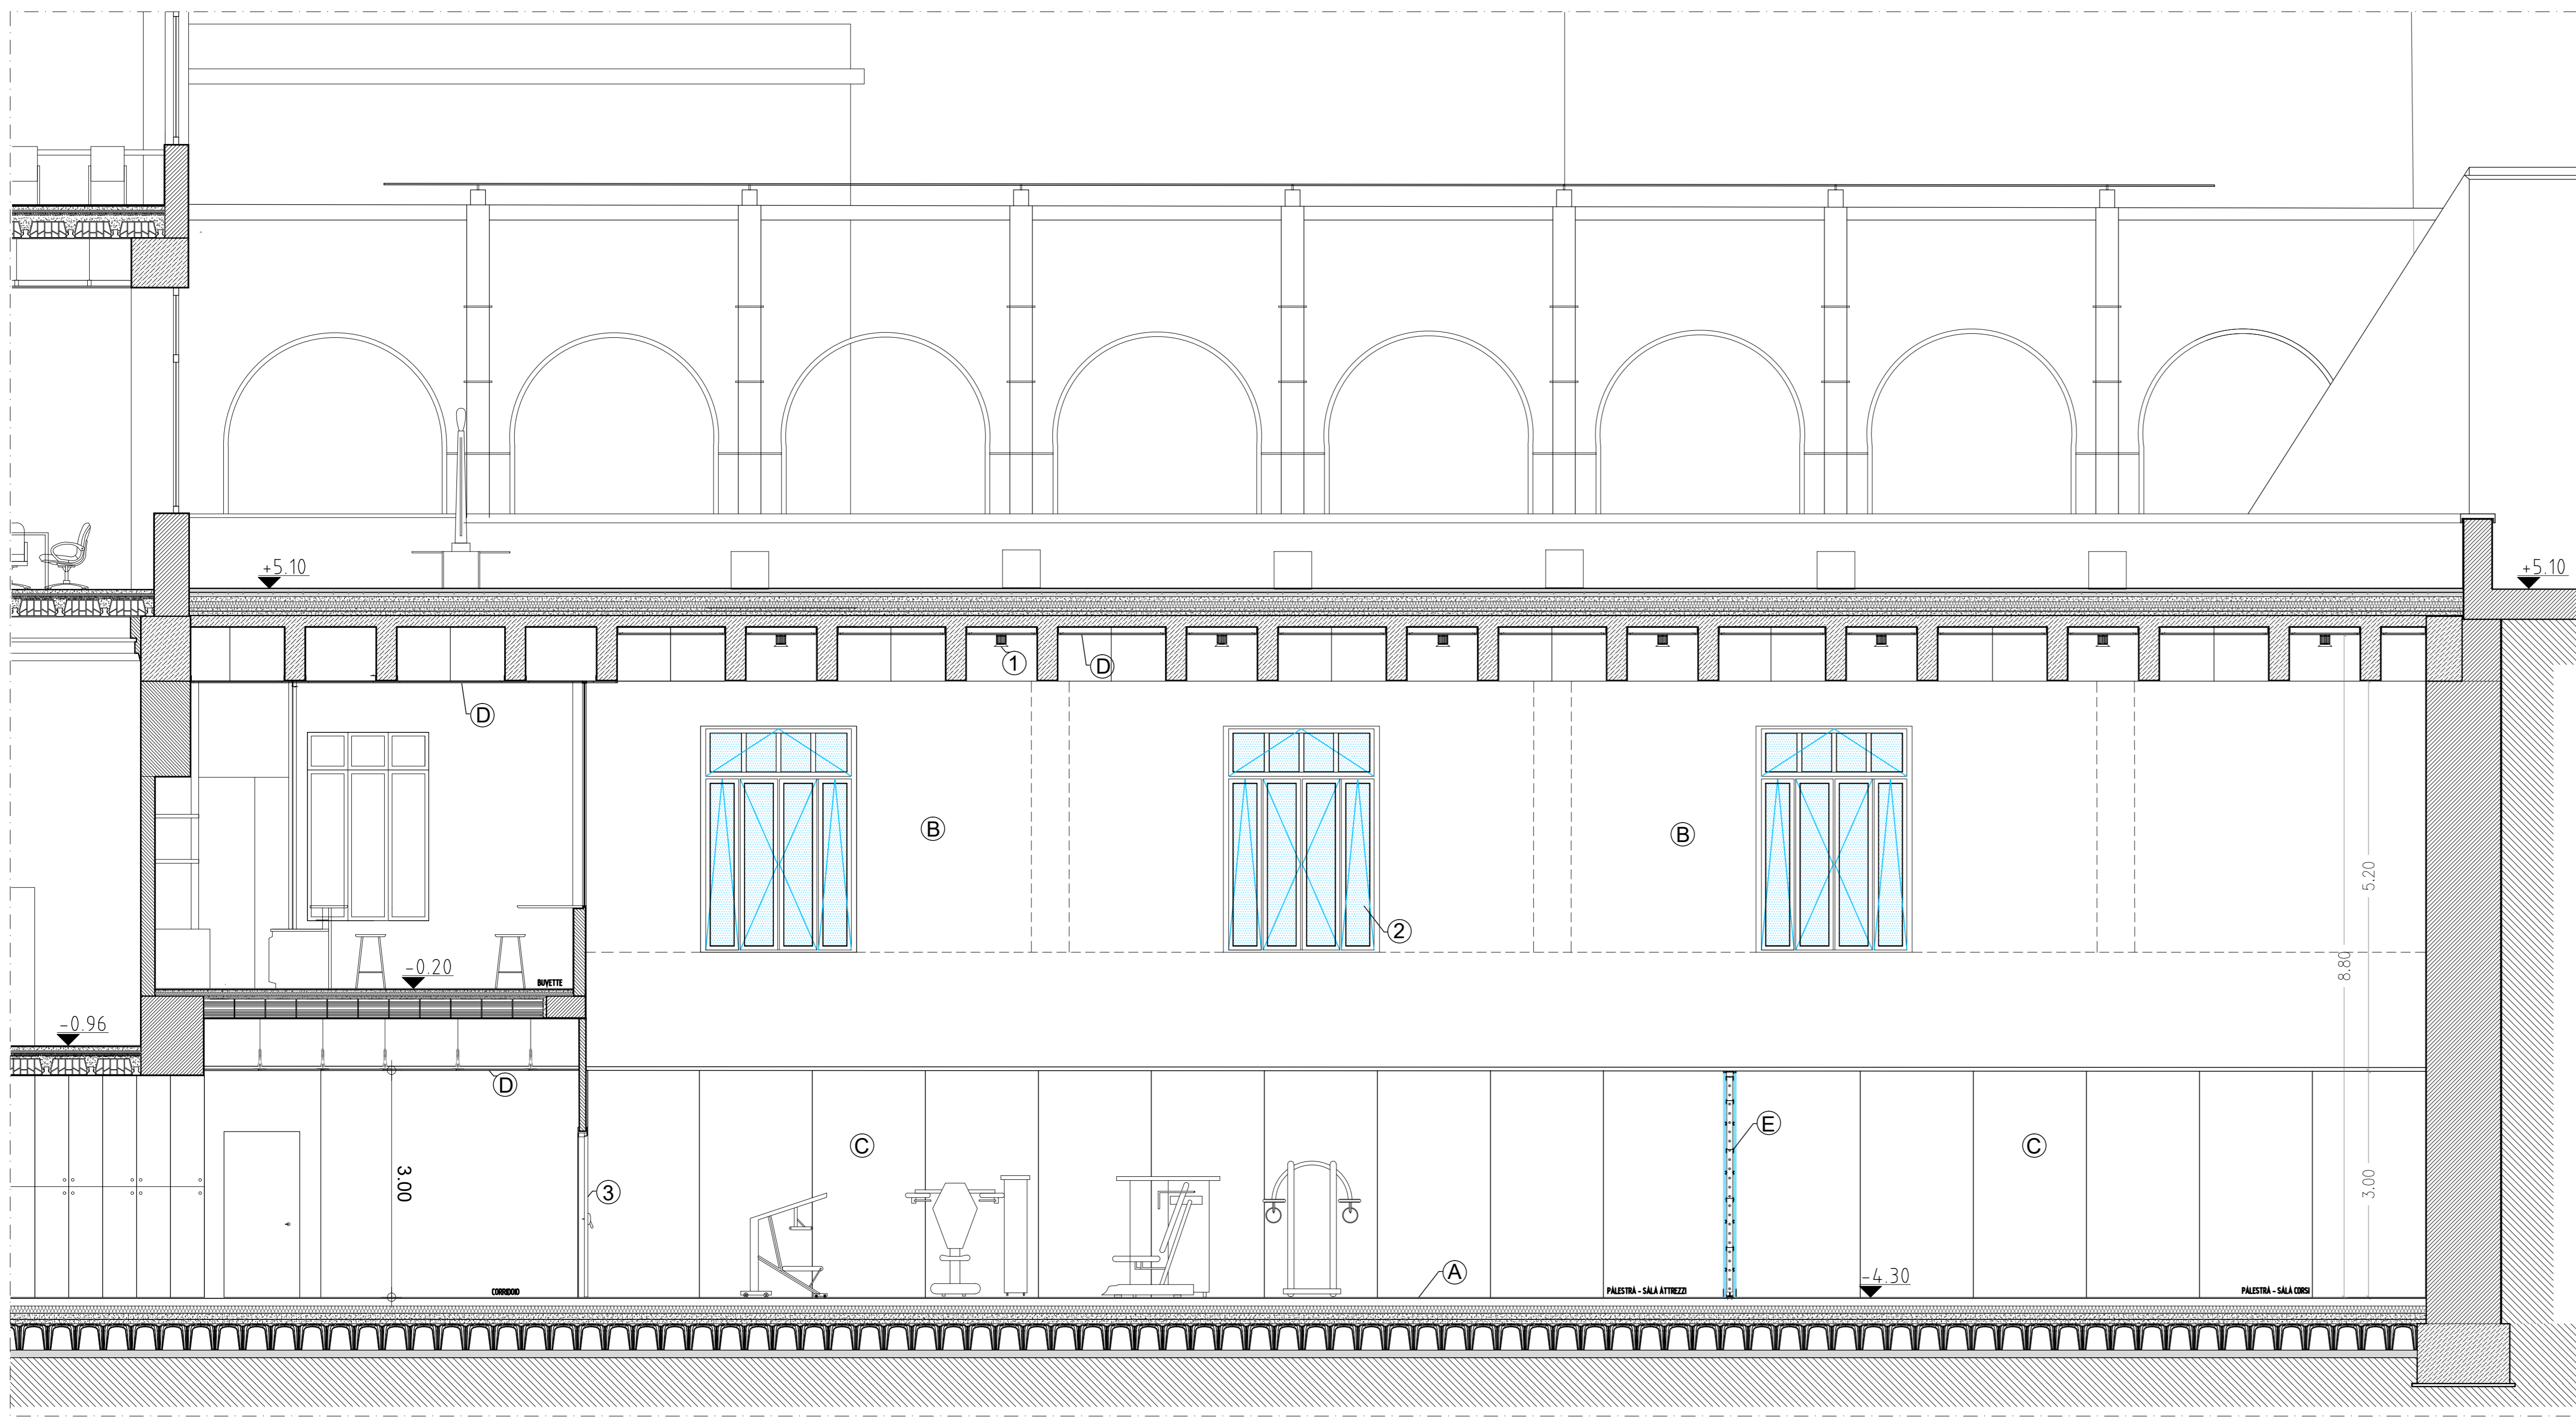 +5.10
+5.10
1
D
D
B
B
5.20
2
8.80
-0.20
BUVETTE
-0.96
D
E
C
C
3.00
3
3.00
A
-4.30
CORRIDOIO
PALESTRA - SALA ATTREZZI
PALESTRA - SALA CORSI